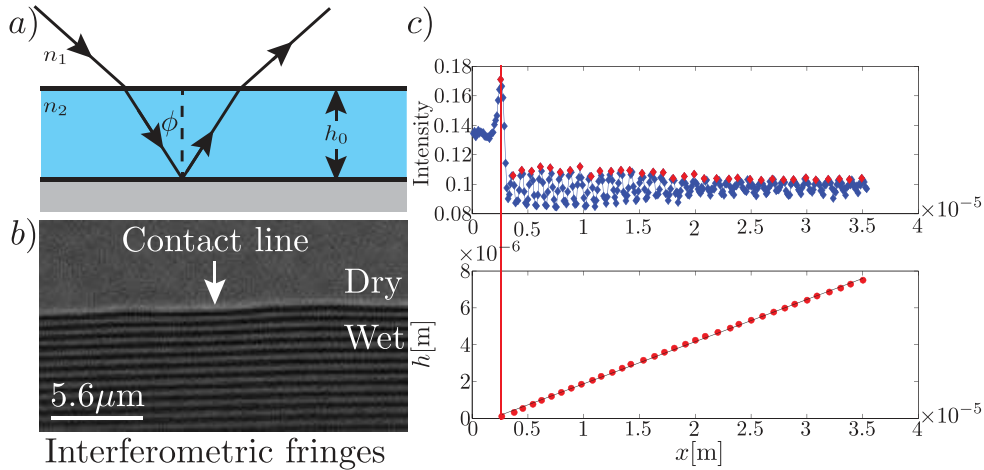 a)
n₁
n₂
ϕ
h₀
b)
Contact line
Dry
Wet
5.6μm
Interferometric fringes
c)
Intensity
0.18
0.16
0.14
0.12
0.1
0.08
0 0.5 1 1.5 2 2.5 3 3.5 4
×10⁻⁵
×10⁻⁶
h[m]
8
6
4
2
0
0 0.5 1 1.5 2 2.5 3 3.5 4
×10⁻⁵
x[m]